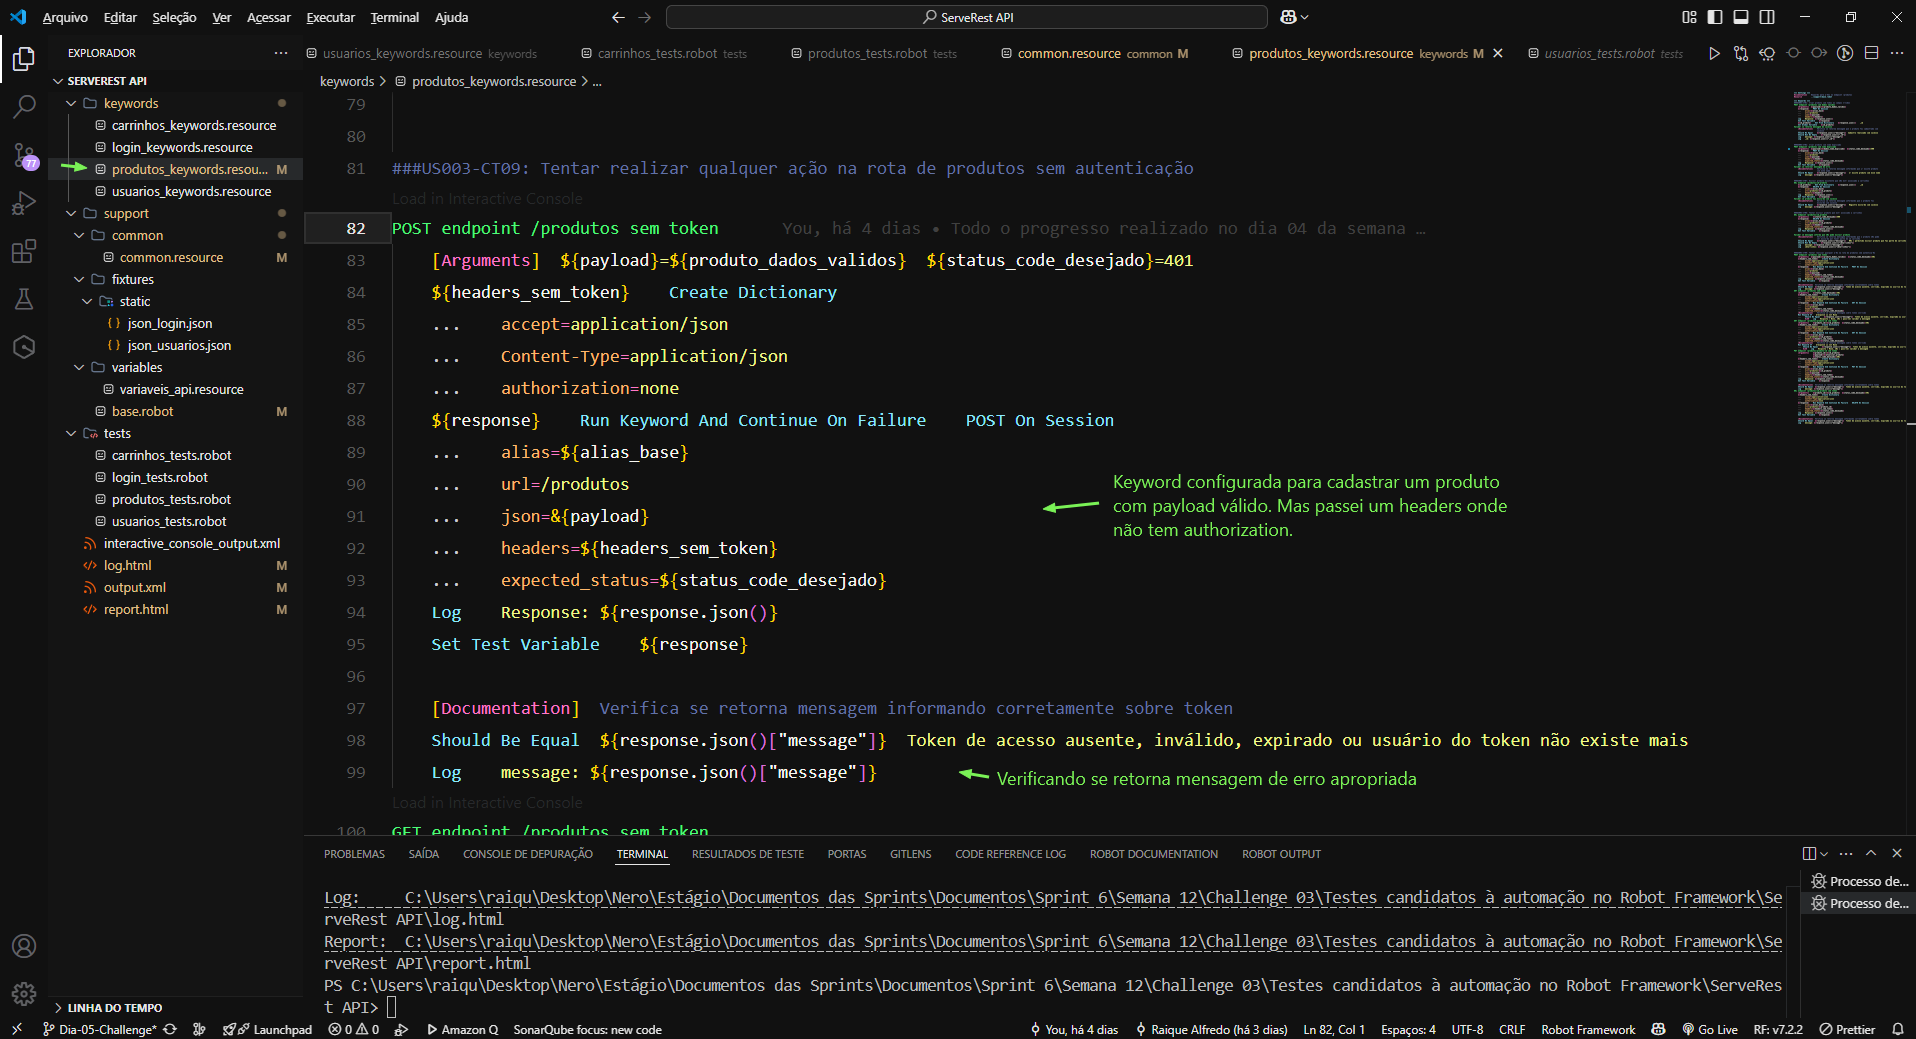 Arquivo Editar Seleção Ver Acessar Executar Terminal Ajuda
ServeRest API
EXPLORADOR
usuarios_keywords.resource keywords
carrinhos_tests.robot tests
produtos_tests.robot tests
common.resource common M
produtos_keywords.resource keywords M
usuarios_tests.robot tests
SERVEREST API
keywords
carrinhos_keywords.resource
login_keywords.resource
produtos_keywords.resou... M
usuarios_keywords.resource
support
common
common.resource M
fixtures
static
json_login.json
json_usuarios.json
variables
variaveis_api.resource
base.robot M
tests
carrinhos_tests.robot
login_tests.robot
produtos_tests.robot
usuarios_tests.robot
interactive_console_output.xml
log.html M
output.xml M
report.html M
77
LINHA DO TEMPO
keywords > produtos_keywords.resource > ...
79
80
81 ###US003-CT09: Tentar realizar qualquer ação na rota de produtos sem autenticação
Load in Interactive Console
82 POST endpoint /produtos sem token You, há 4 dias • Todo o progresso realizado no dia 04 da semana …
83 [Arguments] ${payload}=${produto_dados_validos} ${status_code_desejado}=401
84 ${headers_sem_token} Create Dictionary
85 ... accept=application/json
86 ... Content-Type=application/json
87 ... authorization=none
88 ${response} Run Keyword And Continue On Failure POST On Session
89 ... alias=${alias_base}
90 ... url=/produtos
91 ... json=&{payload}
92 ... headers=${headers_sem_token}
93 ... expected_status=${status_code_desejado}
94 Log Response: ${response.json()}
95 Set Test Variable ${response}
96
97 [Documentation] Verifica se retorna mensagem informando corretamente sobre token
98 Should Be Equal ${response.json()["message"]} Token de acesso ausente, inválido, expirado ou usuário do token não existe mais
99 Log message: ${response.json()["message"]}
Load in Interactive Console
100 GET endpoint /produtos sem token
Keyword configurada para cadastrar um produto
com payload válido. Mas passei um headers onde
não tem authorization.
Verificando se retorna mensagem de erro apropriada
PROBLEMAS SAÍDA CONSOLE DE DEPURAÇÃO TERMINAL RESULTADOS DE TESTE PORTAS GITLENS CODE REFERENCE LOG ROBOT DOCUMENTATION ROBOT OUTPUT
Log: C:\Users\raiqu\Desktop\Nero\Estágio\Documentos das Sprints\Documentos\Sprint 6\Semana 12\Challenge 03\Testes candidatos à automação no Robot Framework\Se
rveRest API\log.html
Report: C:\Users\raiqu\Desktop\Nero\Estágio\Documentos das Sprints\Documentos\Sprint 6\Semana 12\Challenge 03\Testes candidatos à automação no Robot Framework\Se
rveRest API\report.html
PS C:\Users\raiqu\Desktop\Nero\Estágio\Documentos das Sprints\Documentos\Sprint 6\Semana 12\Challenge 03\Testes candidatos à automação no Robot Framework\ServeRes
t API>
Processo de...
Processo de...
Dia-05-Challenge* Launchpad 0 0 Amazon Q SonarQube focus: new code You, há 4 dias Raique Alfredo (há 3 dias) Ln 82, Col 1 Espaços: 4 UTF-8 CRLF Robot Framework Go Live RF: v7.2.2 Prettier